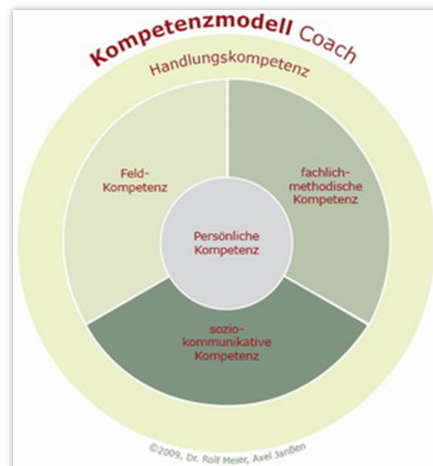 Kompetenzmodell Coach
Handlungskompetenz
Feld-
Kompetenz
fachlich-
methodische
Kompetenz
Persönliche
Kompetenz
sozio-
kommunikative
Kompetenz
©2009, Dr. Rolf Meier, Axel Janßen